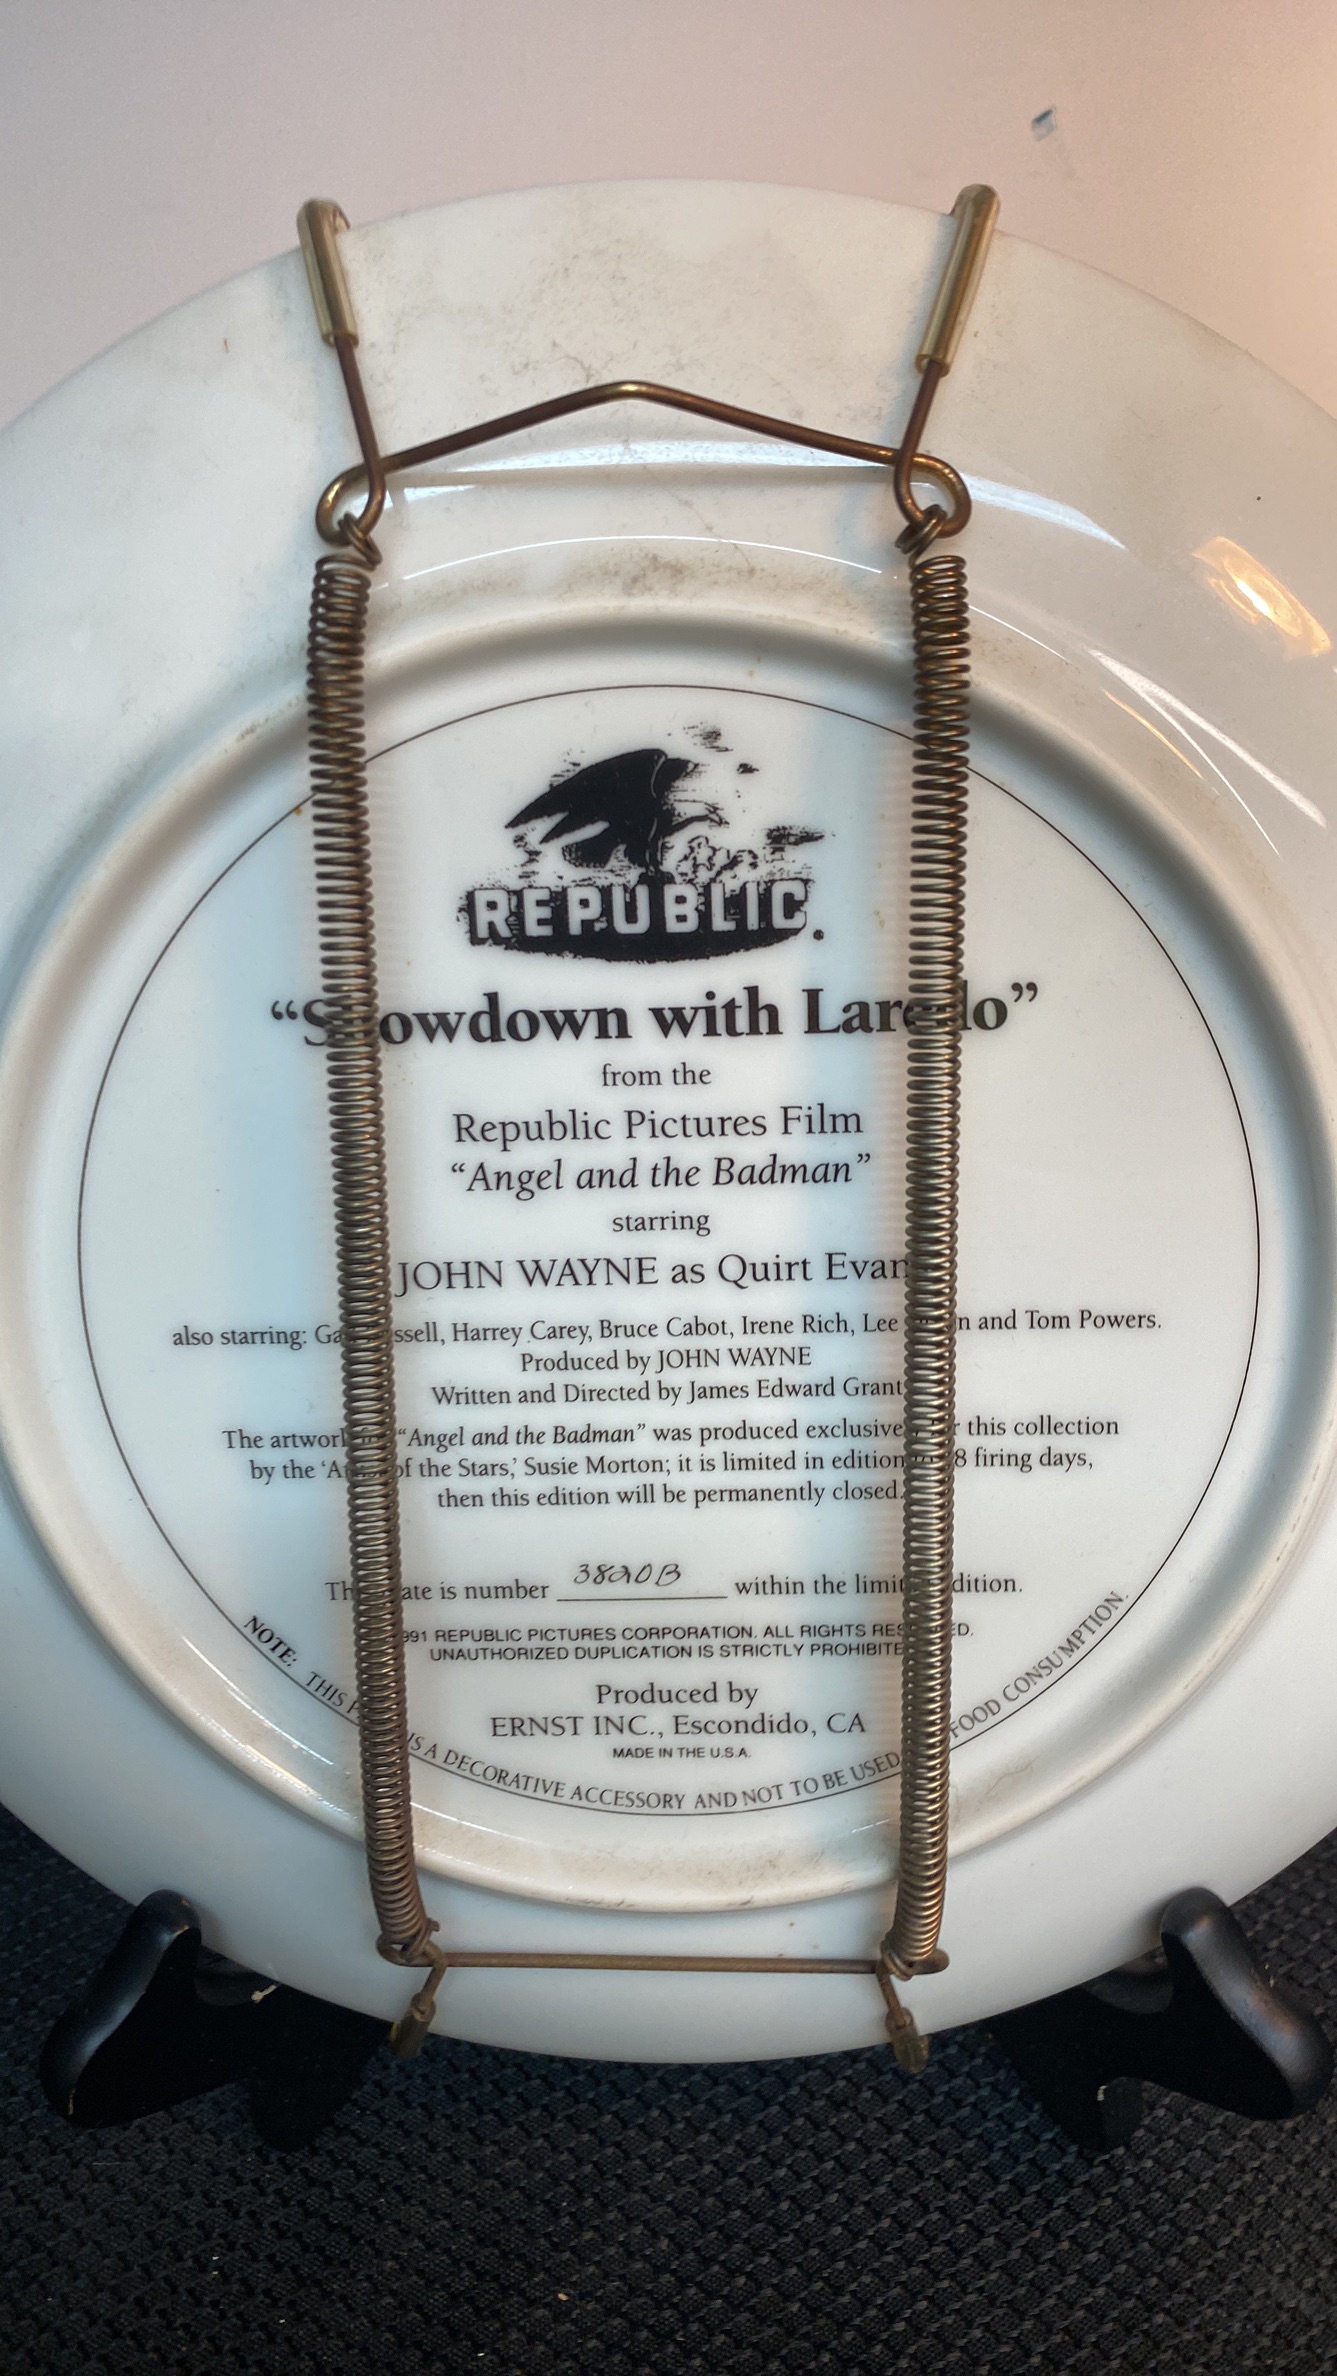 REPUBLIC
“Showdown with Laredo”
from the
Republic Pictures Film
“Angel and the Badman”
starring
JOHN WAYNE as Quirt Evan
also starring: Ga ssell, Harrey Carey, Bruce Cabot, Irene Rich, Lee n and Tom Powers.
Produced by JOHN WAYNE
Written and Directed by James Edward Grant
The artwork “Angel and the Badman” was produced exclusive r this collection
by the ‘A of the Stars,’ Susie Morton; it is limited in edition 8 firing days,
then this edition will be permanently closed.
Th ate is number 3820B within the limit dition.
991 REPUBLIC PICTURES CORPORATION. ALL RIGHTS RES ED.
UNAUTHORIZED DUPLICATION IS STRICTLY PROHIBITE
Produced by
ERNST INC., Escondido, CA
MADE IN THE U.S.A.
NOTE: THIS P IS A DECORATIVE ACCESSORY AND NOT TO BE USED FOOD CONSUMPTION.